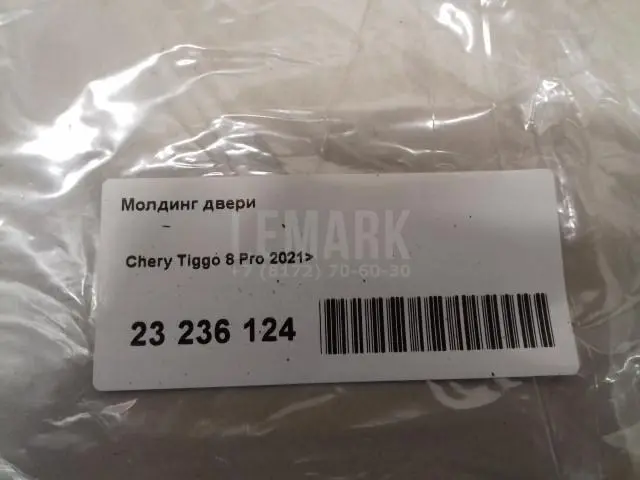 Молдинг двери
LEMARK
Chery Tiggo 8 Pro 2021>
+7 (8172) 70-60-30
23 236 124